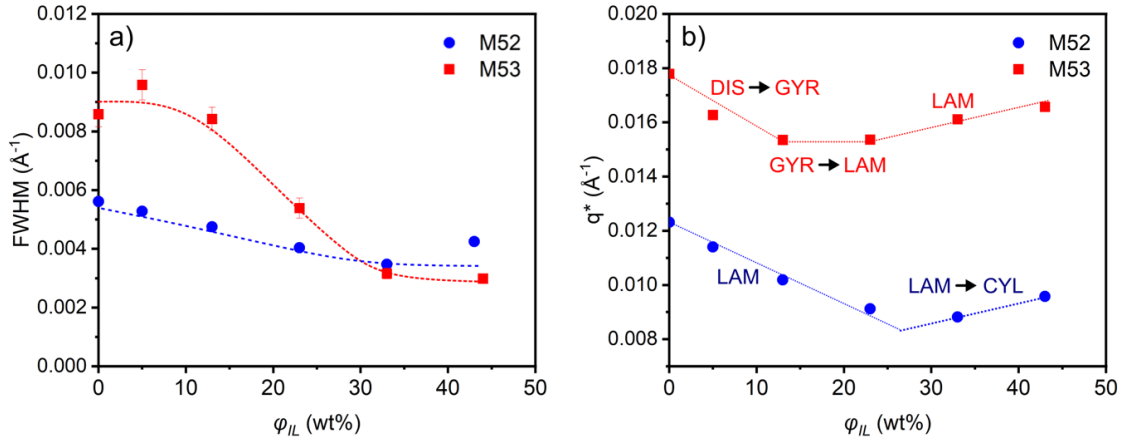 a)
M52
M53
0.014
0.012
0.010
0.008
0.006
0.004
0.002
0.000
FWHM (Å⁻¹)
0 10 20 30 40 50
φIL (wt%)
b)
M52
M53
0.020
0.018
0.016
0.014
0.012
0.010
0.008
q* (Å⁻¹)
DIS → GYR
LAM
GYR → LAM
LAM
LAM → CYL
0 10 20 30 40 50
φIL (wt%)